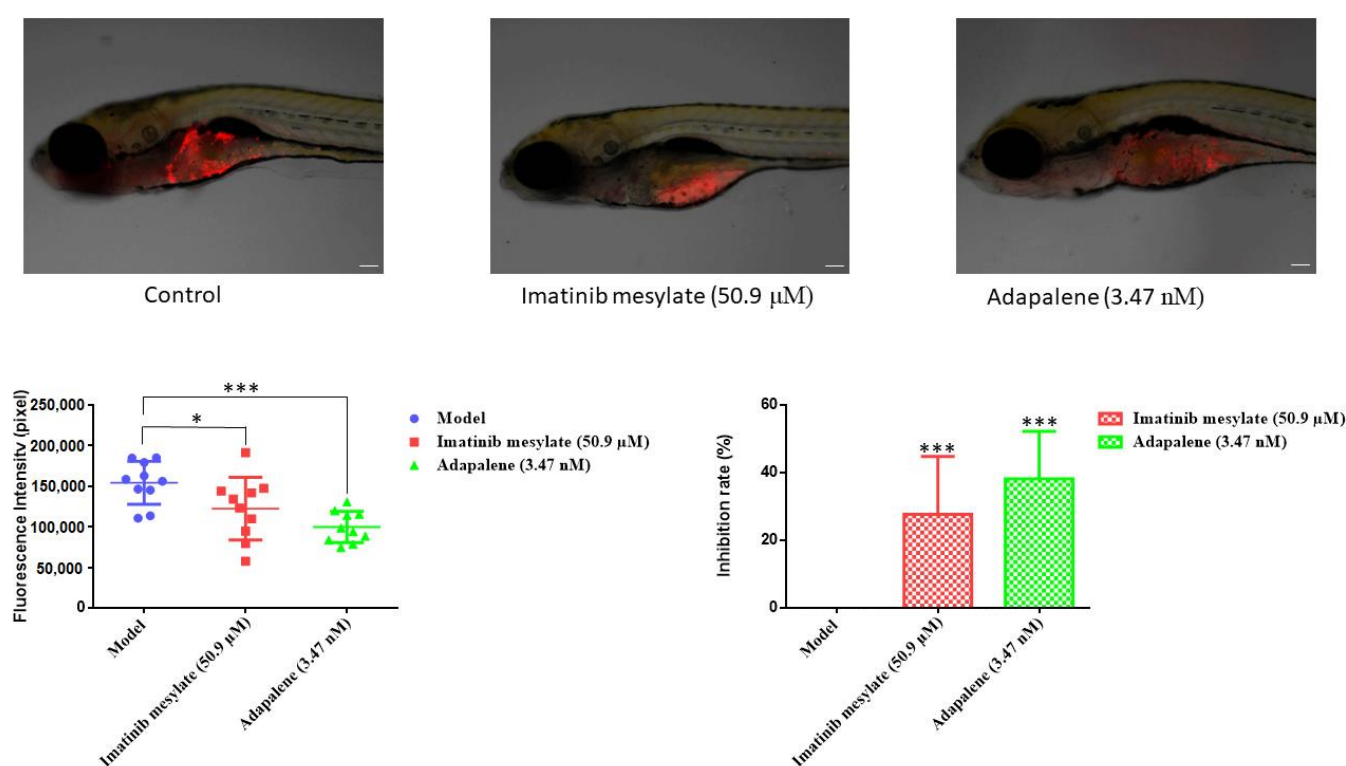 Control
Imatinib mesylate (50.9 μM)
Adapalene (3.47 nM)
Fluorescence Intensitv (pixel)
250,000
200,000
150,000
100,000
50,000
0
***
*
Model
Imatinib mesylate (50.9 μM)
Adapalene (3.47 nM)
Model
Imatinib mesylate (50.9 μM)
Adapalene (3.47 nM)
Inhibition rate (%)
60
40
20
0
***
***
Imatinib mesylate (50.9 μM)
Adapalene (3.47 nM)
Model
Imatinib mesylate (50.9 μM)
Adapalene (3.47 nM)